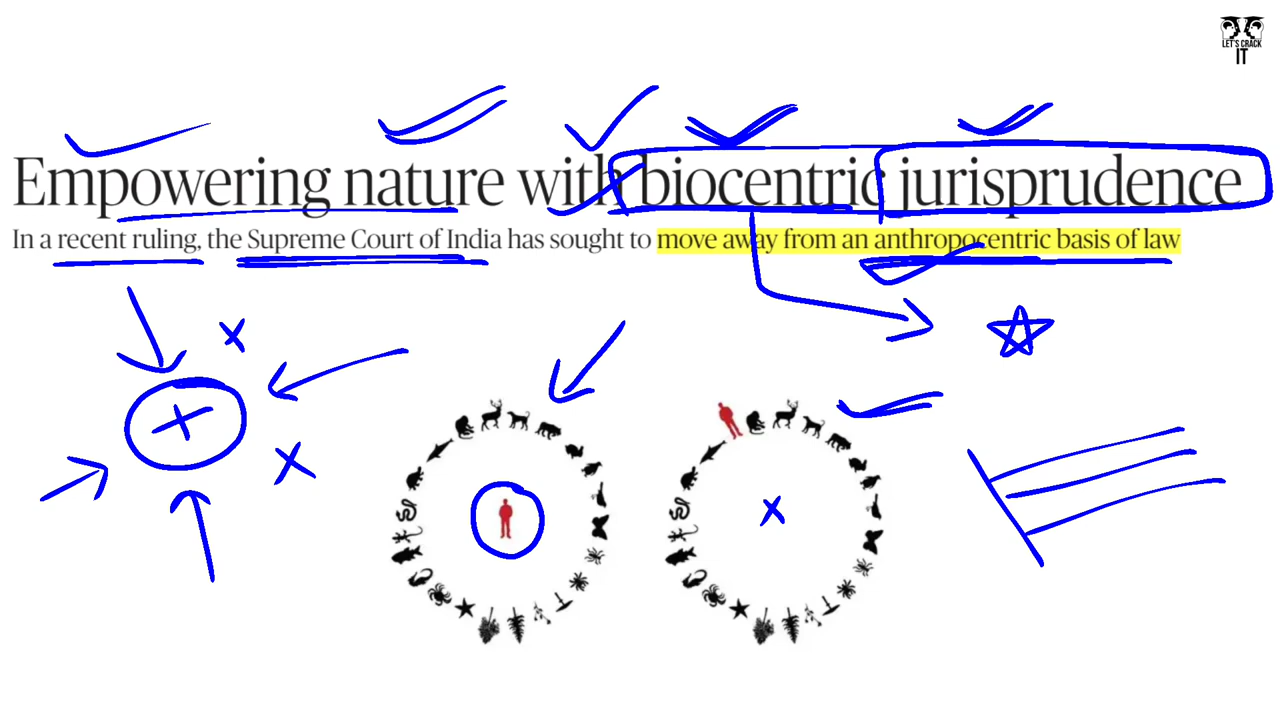 LET'S CRACK
IT
Empowering nature with biocentric jurisprudence
In a recent ruling, the Supreme Court of India has sought to move away from an anthropocentric basis of law